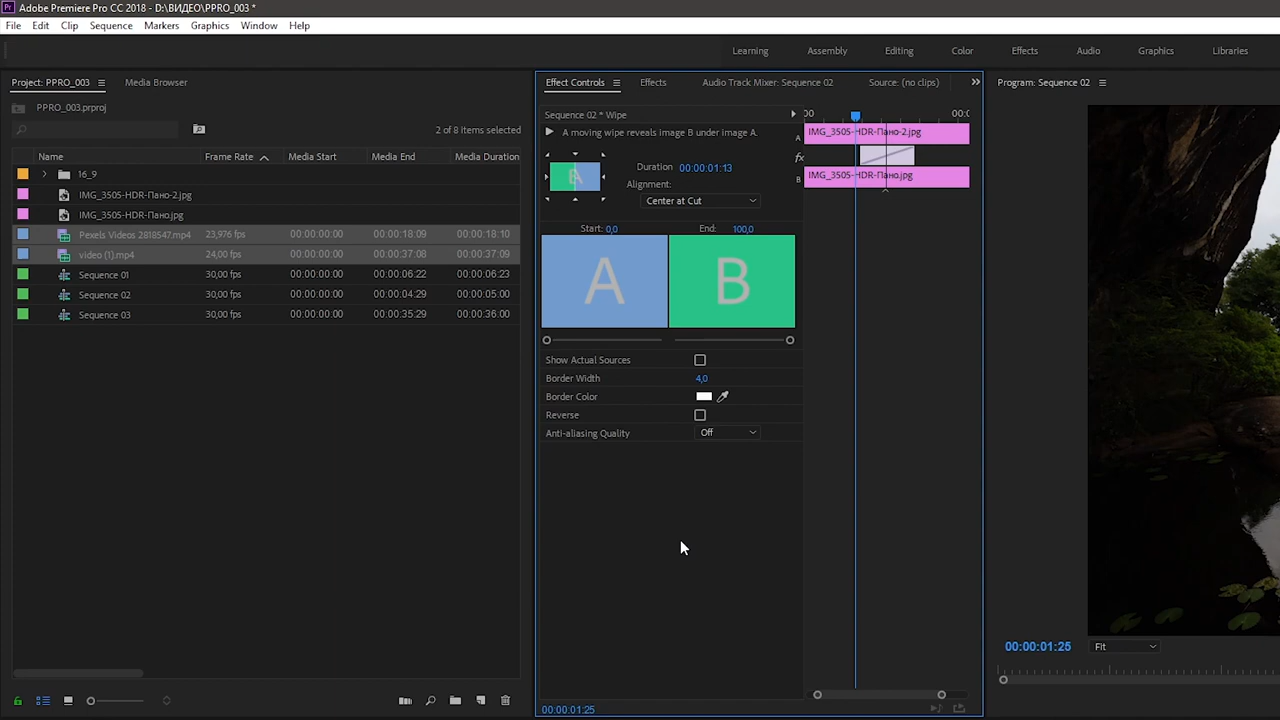 Adobe Premiere Pro CC 2018 - D:\ВИДЕО\PPRO_003 *
File Edit Clip Sequence Markers Graphics Window Help
Learning Assembly Editing Color Effects Audio Graphics Libraries
Project: PPRO_003 Media Browser
PPRO_003.prproj
2 of 8 items selected
Name Frame Rate Media Start Media End Media Duration
16_9
IMG_3505-HDR-Пано-2.jpg
IMG_3505-HDR-Пано.jpg
Pexels Videos 2818547.mp4 23,976 fps 00:00:00:00 00:00:18:09 00:00:18:10
video (1).mp4 24,00 fps 00:00:00:00 00:00:37:08 00:00:37:09
Sequence 01 30,00 fps 00:00:00:00 00:00:06:22 00:00:06:23
Sequence 02 30,00 fps 00:00:00:00 00:00:04:29 00:00:05:00
Sequence 03 30,00 fps 00:00:00:00 00:00:35:29 00:00:36:00
Effect Controls Effects Audio Track Mixer: Sequence 02 Source: (no clips)
Sequence 02 * Wipe
:00 00:0
A moving wipe reveals image B under image A.
A IMG_3505-HDR-Пано-2.jpg
fx
B IMG_3505-HDR-Пано.jpg
Duration 00:00:01:13
Alignment:
Center at Cut
Start: 0,0 End: 100,0
A B
Show Actual Sources
Border Width 4,0
Border Color
Reverse
Anti-aliasing Quality Off
00:00:01:25
Program: Sequence 02
00:00:01:25 Fit